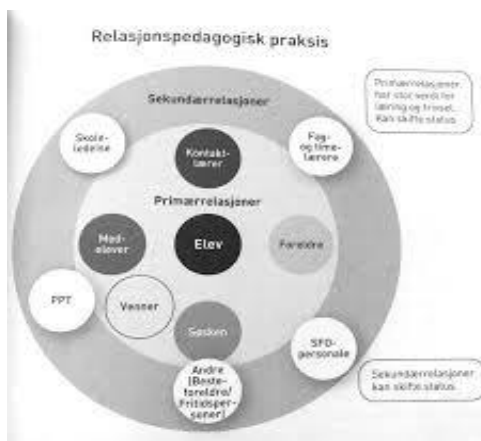 Relasjonspedagogisk praksis
Primærrelasjoner
har stor verdi for
læring og trivsel.
Kan skifte status
Sekundærrelasjoner
Skole-
ledelse
Kontakt-
lærer
Fag-
og time-
lærere
Primærrelasjoner
Med-
elever
Elev
Foreldre
PPT
Venner
Søsken
SFO-
personale
Andre
(Beste-
foreldre/
Fritidsper-
soner)
Sekundærrelasjoner
kan skifte status